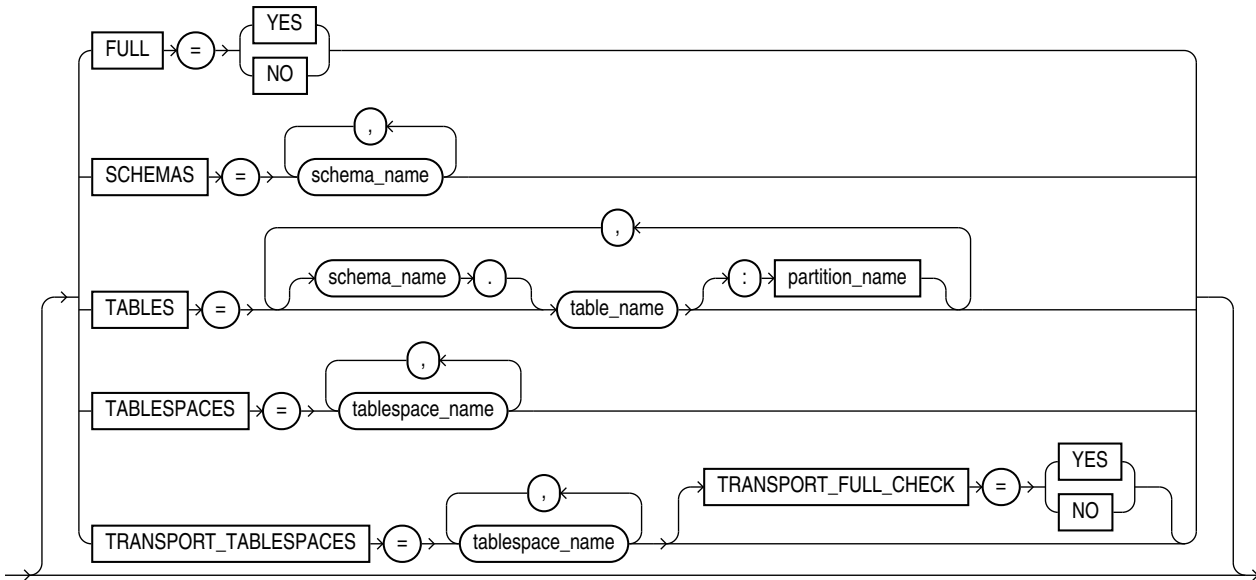 FULL = YES
NO
,
SCHEMAS = schema_name
,
schema_name . : partition_name
TABLES = table_name
,
TABLESPACES = tablespace_name
YES
, TRANSPORT_FULL_CHECK =
NO
TRANSPORT_TABLESPACES = tablespace_name